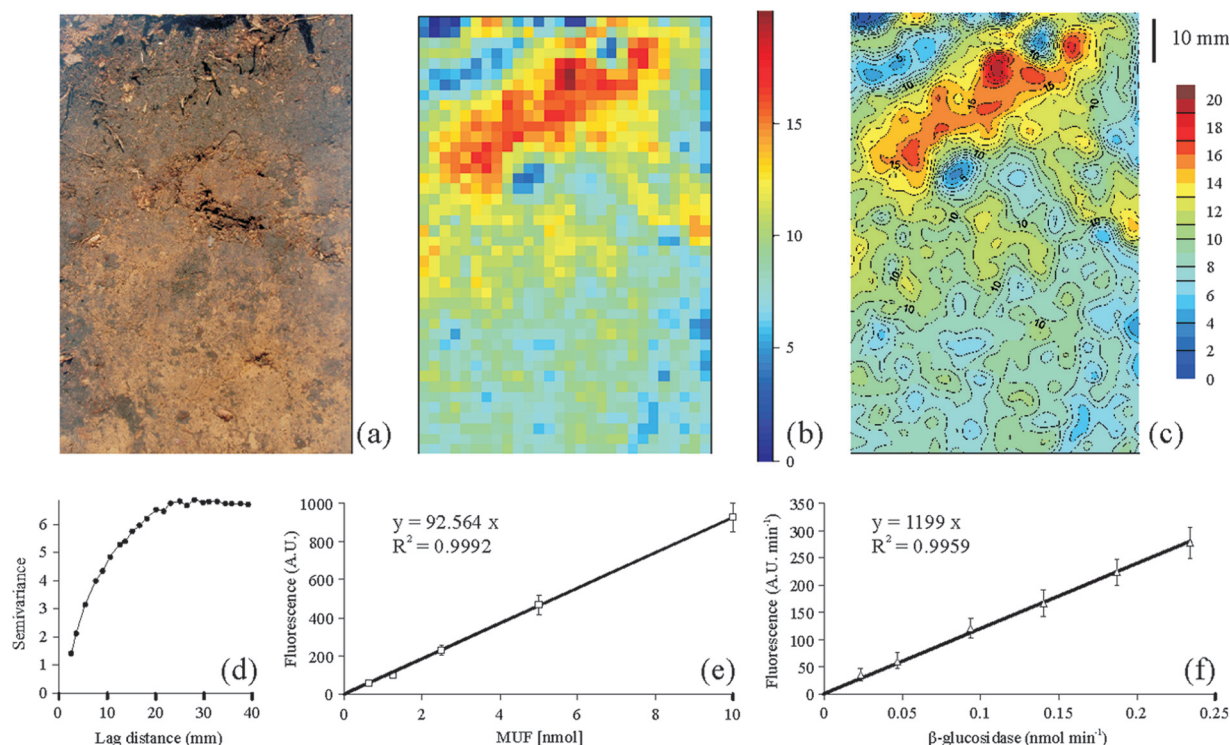 (a)
15
10
5
0
(b)
10 mm
20
18
16
14
12
10
8
6
4
2
0
(c)
6
5
4
3
2
1
0
Semivariance
0 10 20 30 40
Lag distance (mm)
(d)
1000
800
600
400
200
0
Fluorescence (A.U.)
y = 92.564 x
R² = 0.9992
0 2 4 6 8 10
MUF [nmol]
(e)
350
300
250
200
150
100
50
0
Fluorescence (A.U. min⁻¹)
y = 1199 x
R² = 0.9959
0 0.05 0.1 0.15 0.2 0.25
β-glucosidase (nmol min⁻¹)
(f)